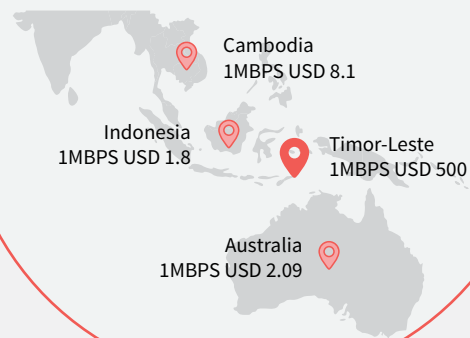 Cambodia
1MBPS USD 8.1
Indonesia
1MBPS USD 1.8
Timor-Leste
1MBPS USD 500
Australia
1MBPS USD 2.09